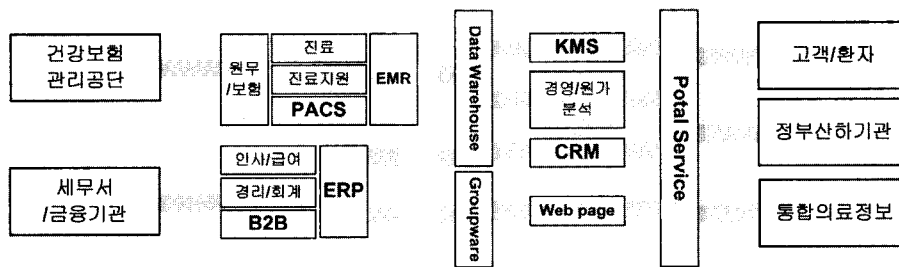 건강보험
관리공단
세무서
/금융기관
원무
/보험
진료
진료지원
PACS
EMR
인사/급여
경리/회계
B2B
ERP
Data Warehouse
Groupware
KMS
경영/원가
분석
CRM
Web page
Potal Service
고객/환자
정부산하기관
통합의료정보